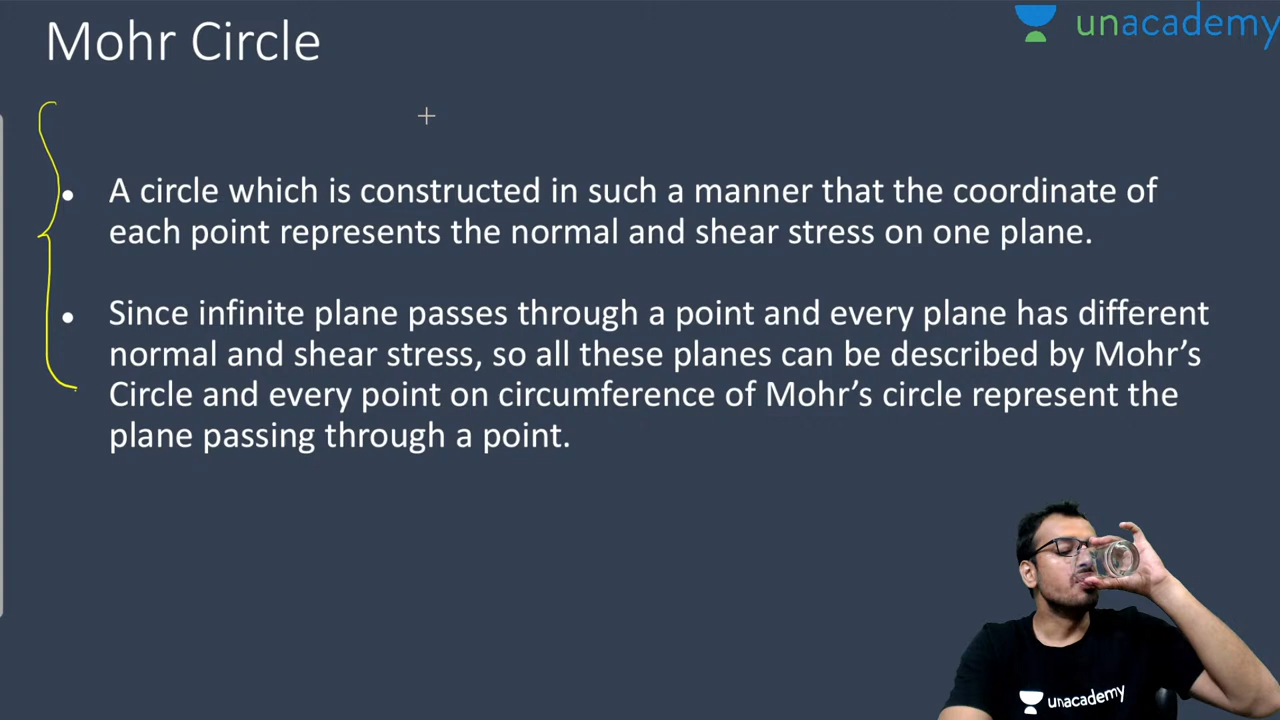 Mohr Circle
unacademy
• A circle which is constructed in such a manner that the coordinate of
each point represents the normal and shear stress on one plane.
• Since infinite plane passes through a point and every plane has different
normal and shear stress, so all these planes can be described by Mohr’s
Circle and every point on circumference of Mohr’s circle represent the
plane passing through a point.
unacademy